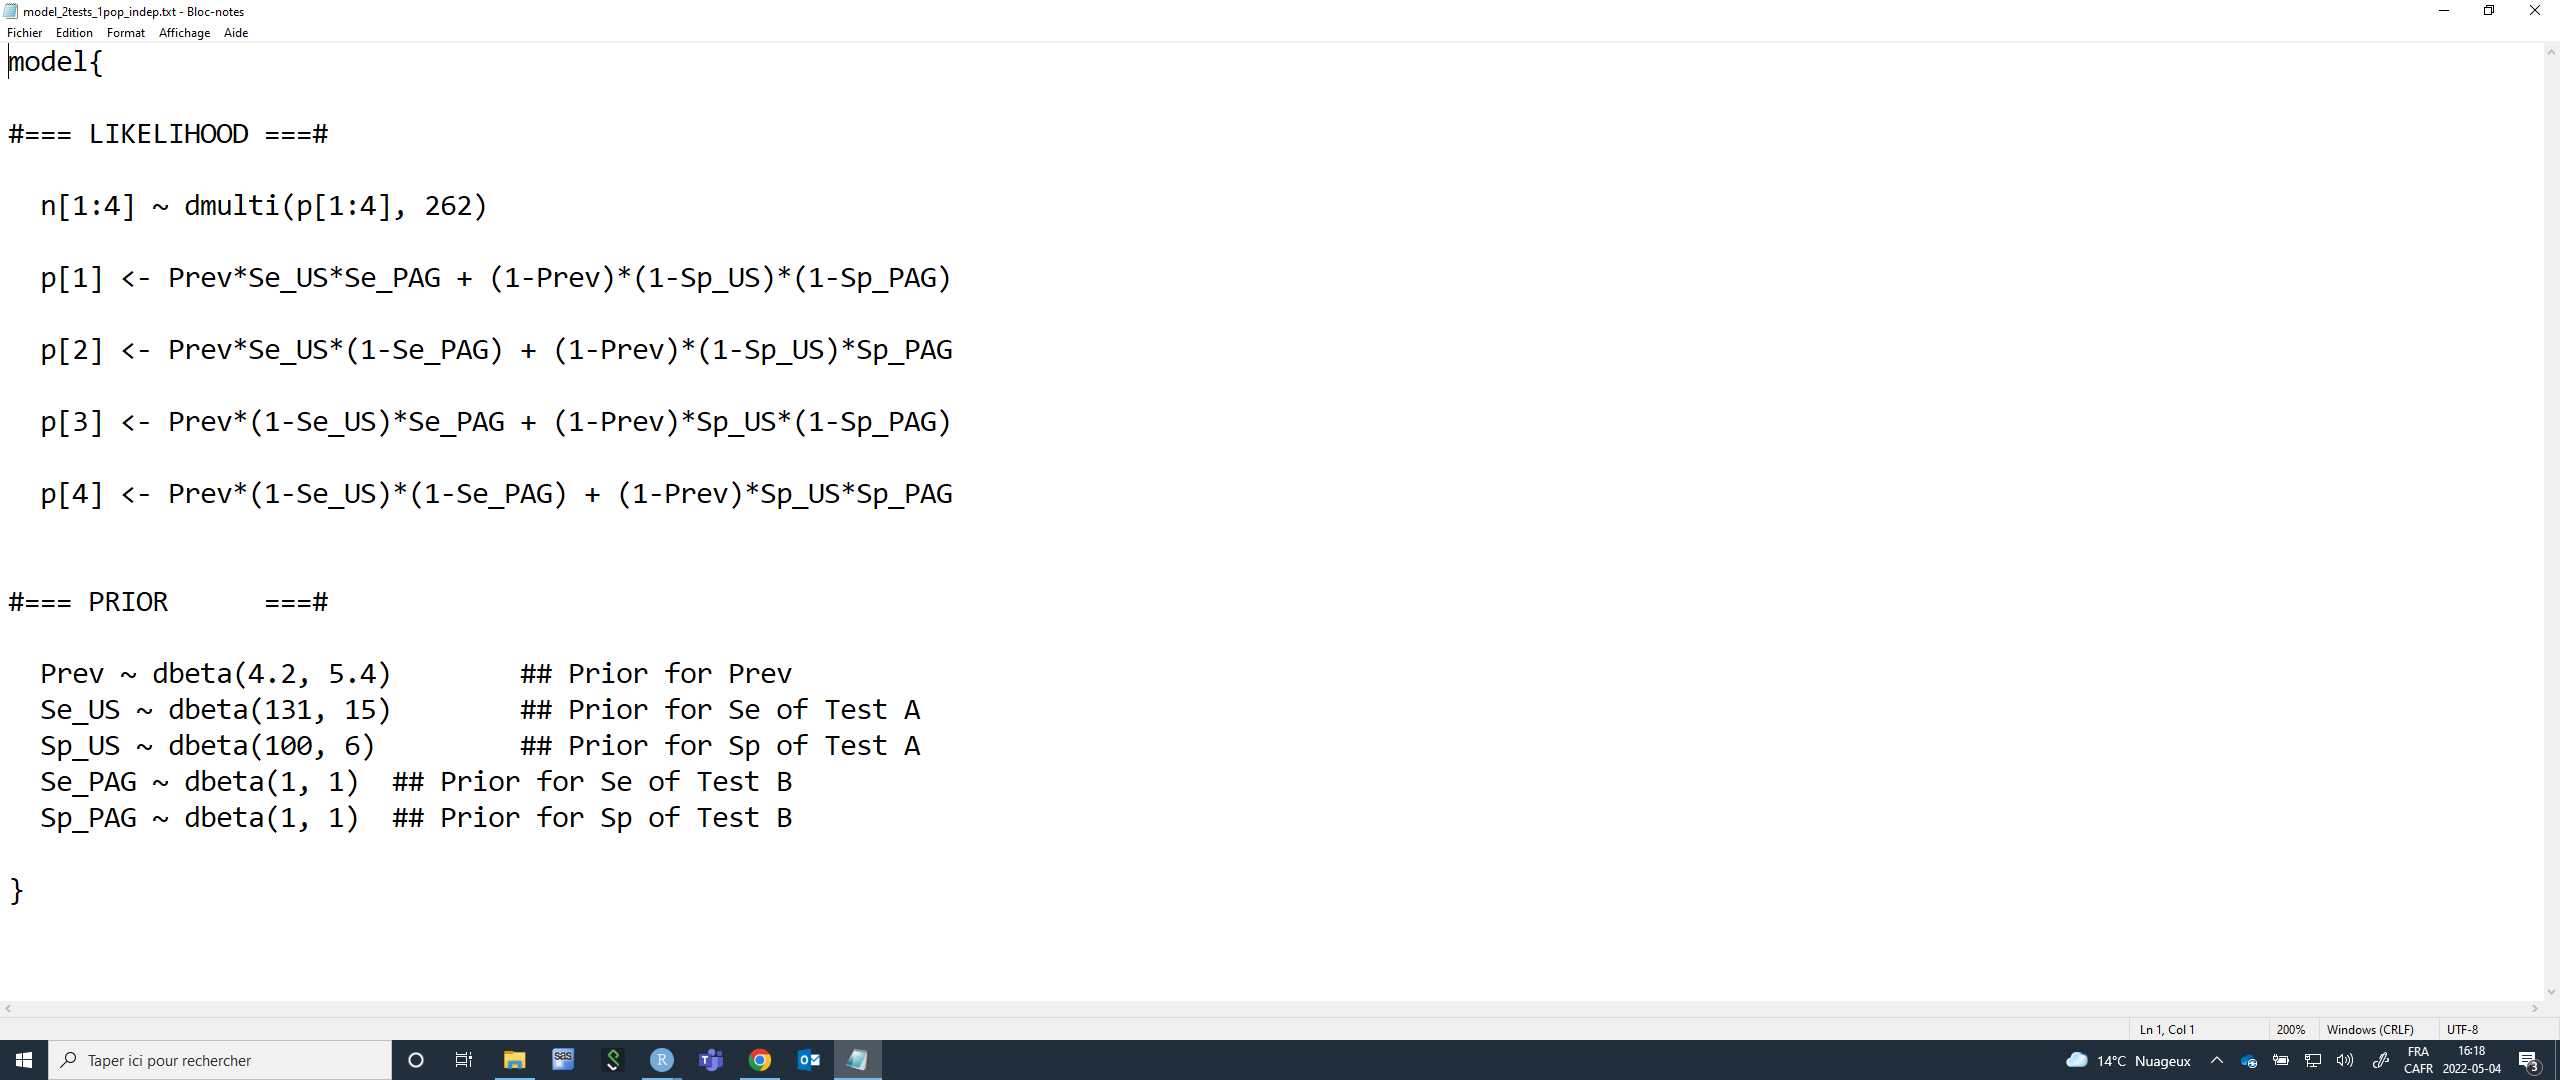 model_2tests_1pop_indep.txt - Bloc-notes
Fichier Edition Format Affichage Aide
model{
#=== LIKELIHOOD ===#
n[1:4] ~ dmulti(p[1:4], 262)
p[1] <- Prev*Se_US*Se_PAG + (1-Prev)*(1-Sp_US)*(1-Sp_PAG)
p[2] <- Prev*Se_US*(1-Se_PAG) + (1-Prev)*(1-Sp_US)*Sp_PAG
p[3] <- Prev*(1-Se_US)*Se_PAG + (1-Prev)*Sp_US*(1-Sp_PAG)
p[4] <- Prev*(1-Se_US)*(1-Se_PAG) + (1-Prev)*Sp_US*Sp_PAG
#=== PRIOR      ===#
Prev ~ dbeta(4.2, 5.4)        ## Prior for Prev
Se_US ~ dbeta(131, 15)        ## Prior for Se of Test A
Sp_US ~ dbeta(100, 6)         ## Prior for Sp of Test A
Se_PAG ~ dbeta(1, 1)  ## Prior for Se of Test B
Sp_PAG ~ dbeta(1, 1)  ## Prior for Sp of Test B
}
Ln 1, Col 1 200% Windows (CRLF) UTF-8
Taper ici pour rechercher
sas
S
R
T
O
14°C Nuageux
FRA
CAFR
16:18
2022-05-04
3